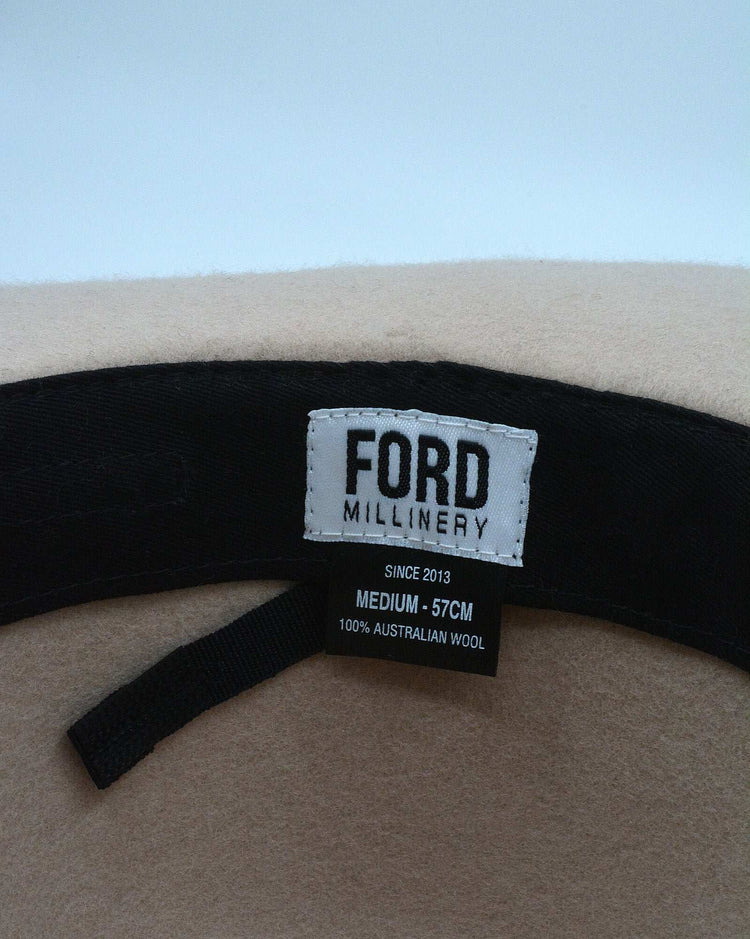 FORD
MILLINERY
SINCE 2013
MEDIUM - 57CM
100% AUSTRALIAN WOOL